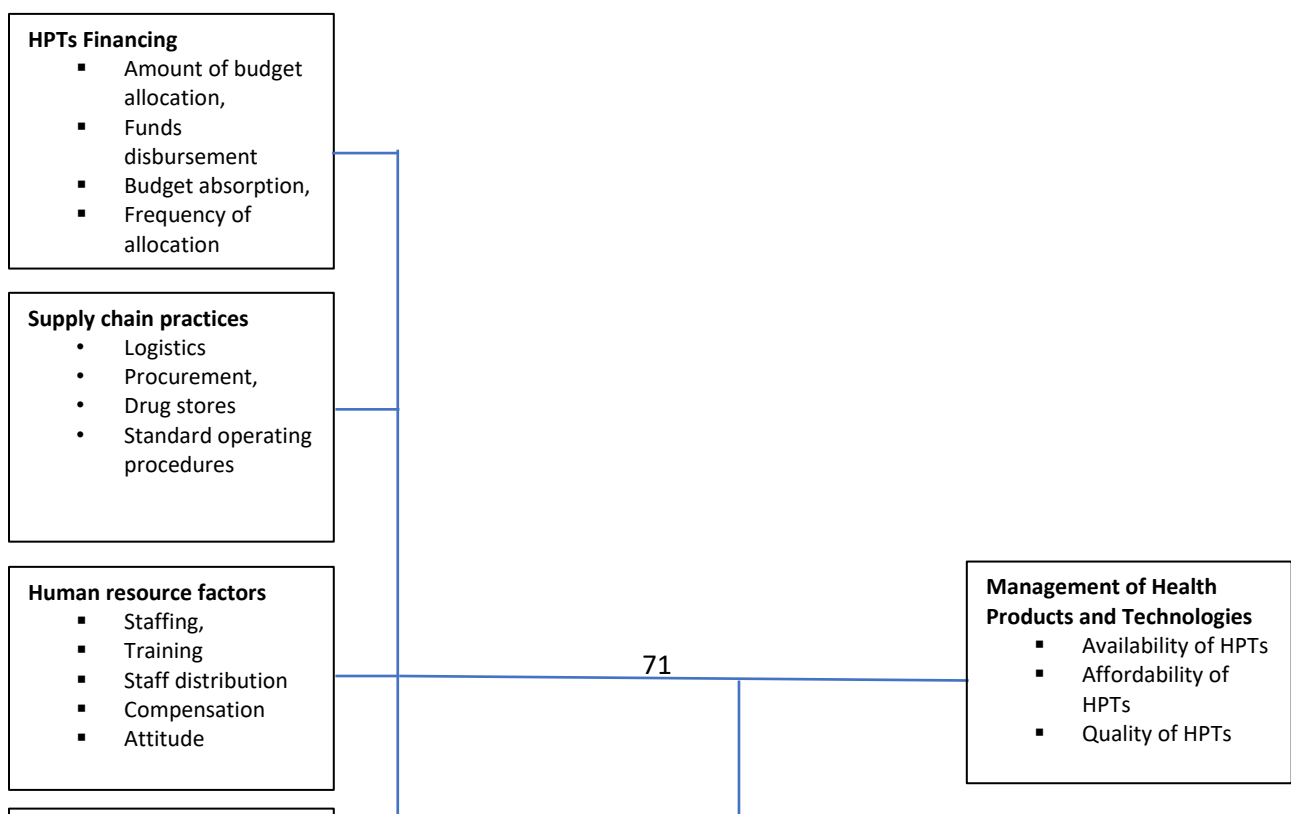 HPTs Financing
▪ Amount of budget
allocation,
▪ Funds
disbursement
▪ Budget absorption,
▪ Frequency of
allocation
Supply chain practices
• Logistics
• Procurement,
• Drug stores
• Standard operating
procedures
Human resource factors
▪ Staffing,
▪ Training
▪ Staff distribution
▪ Compensation
▪ Attitude
71
Management of Health
Products and Technologies
▪ Availability of HPTs
▪ Affordability of
HPTs
▪ Quality of HPTs